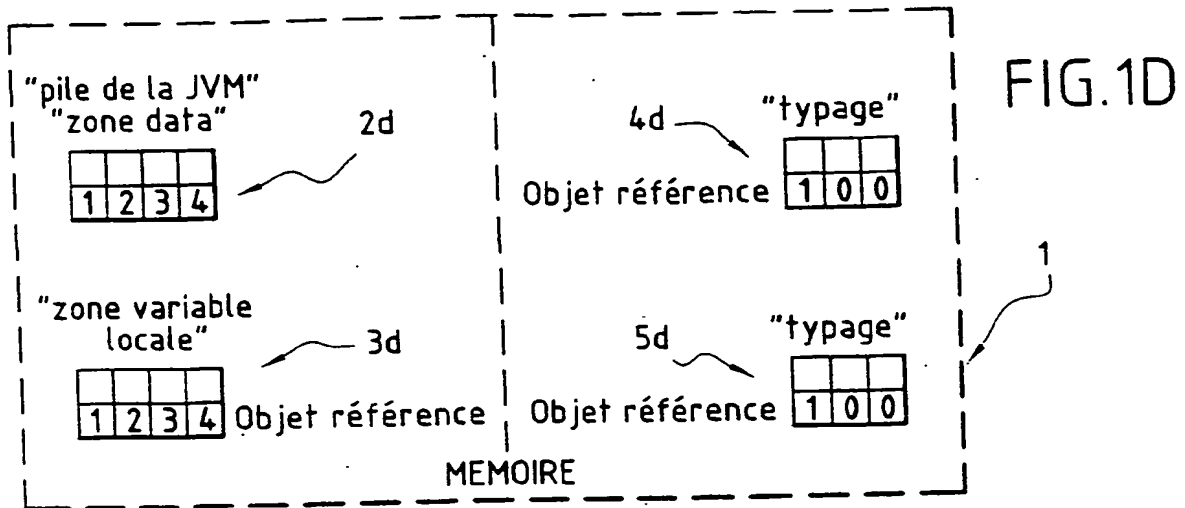 FIG.1D
"pile de la JVM"
"zone data"
2d
1 2 3 4
"typage"
4d
Objet référence 1 0 0
1
"zone variable
locale"
3d
1 2 3 4 Objet référence
"typage"
5d
Objet référence 1 0 0
MEMOIRE